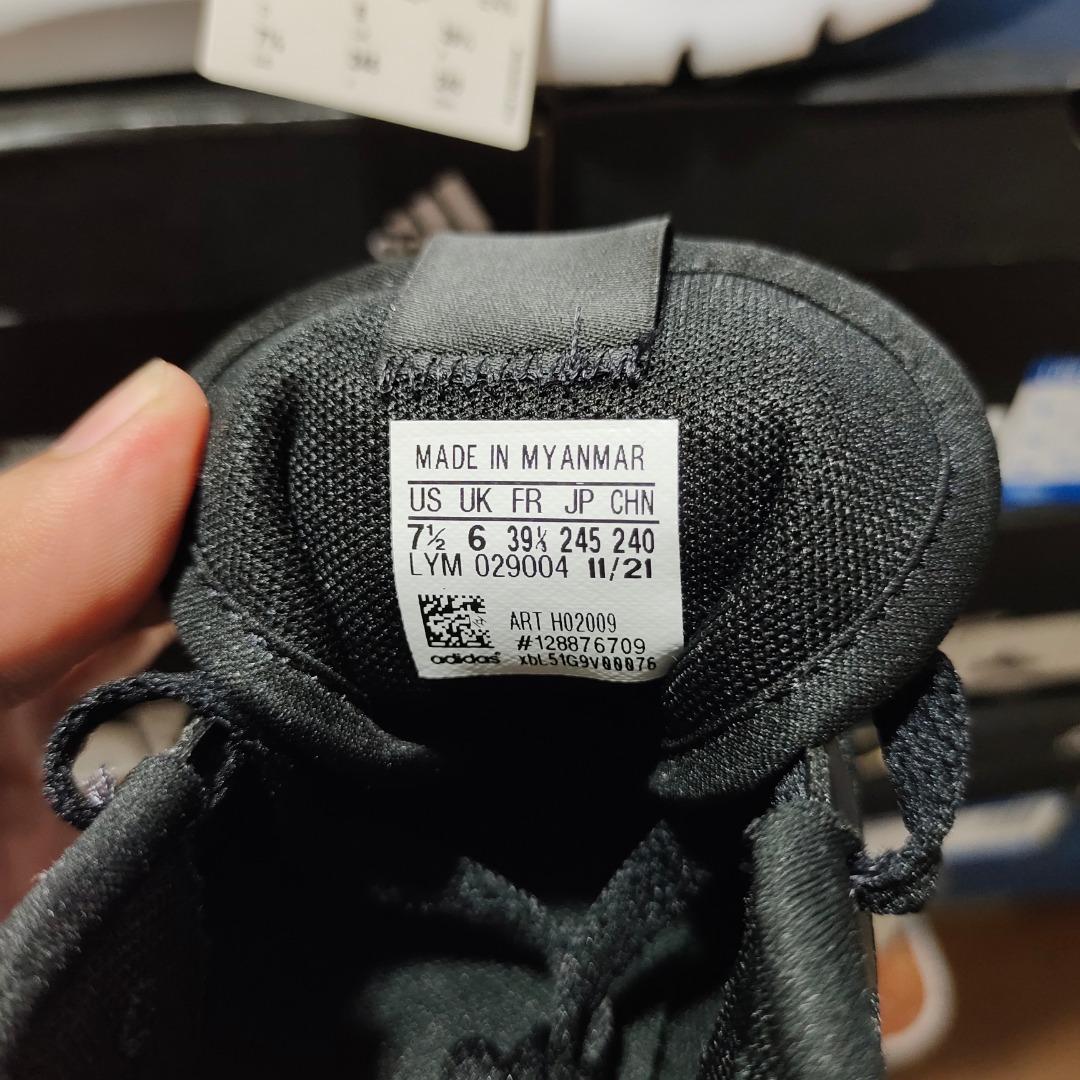 MADE IN MYANMAR
US UK FR JP CHN
7½ 6 39⅓ 245 240
LYM 029004 11/21
ART H02009
#128876709
adidas xbL51G9V00076